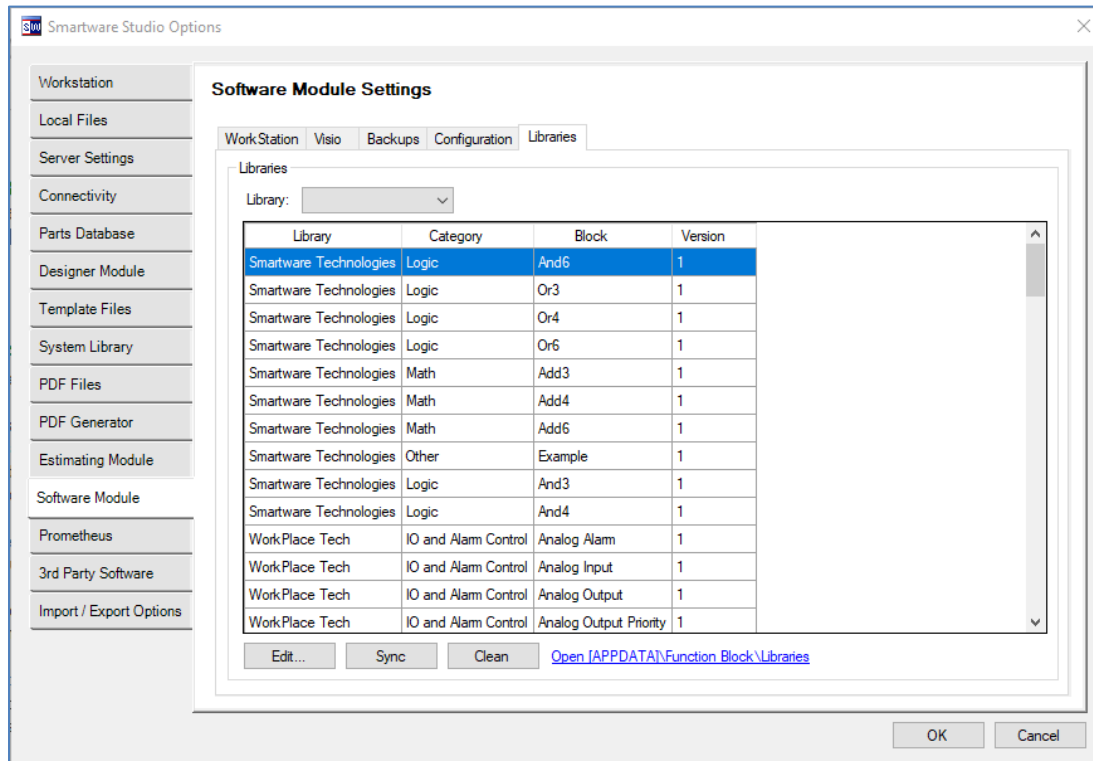 SW Smartware Studio Options
Workstation
Local Files
Server Settings
Connectivity
Parts Database
Designer Module
Template Files
System Library
PDF Files
PDF Generator
Estimating Module
Software Module
Prometheus
3rd Party Software
Import / Export Options
Software Module Settings
WorkStation Visio Backups Configuration Libraries
Libraries
Library:
Library Category Block Version
Smartware Technologies Logic And6 1
Smartware Technologies Logic Or3 1
Smartware Technologies Logic Or4 1
Smartware Technologies Logic Or6 1
Smartware Technologies Math Add3 1
Smartware Technologies Math Add4 1
Smartware Technologies Math Add6 1
Smartware Technologies Other Example 1
Smartware Technologies Logic And3 1
Smartware Technologies Logic And4 1
WorkPlace Tech IO and Alarm Control Analog Alarm 1
WorkPlace Tech IO and Alarm Control Analog Input 1
WorkPlace Tech IO and Alarm Control Analog Output 1
WorkPlace Tech IO and Alarm Control Analog Output Priority 1
Edit... Sync Clean Open [APPDATA]\Function Block\Libraries
OK Cancel